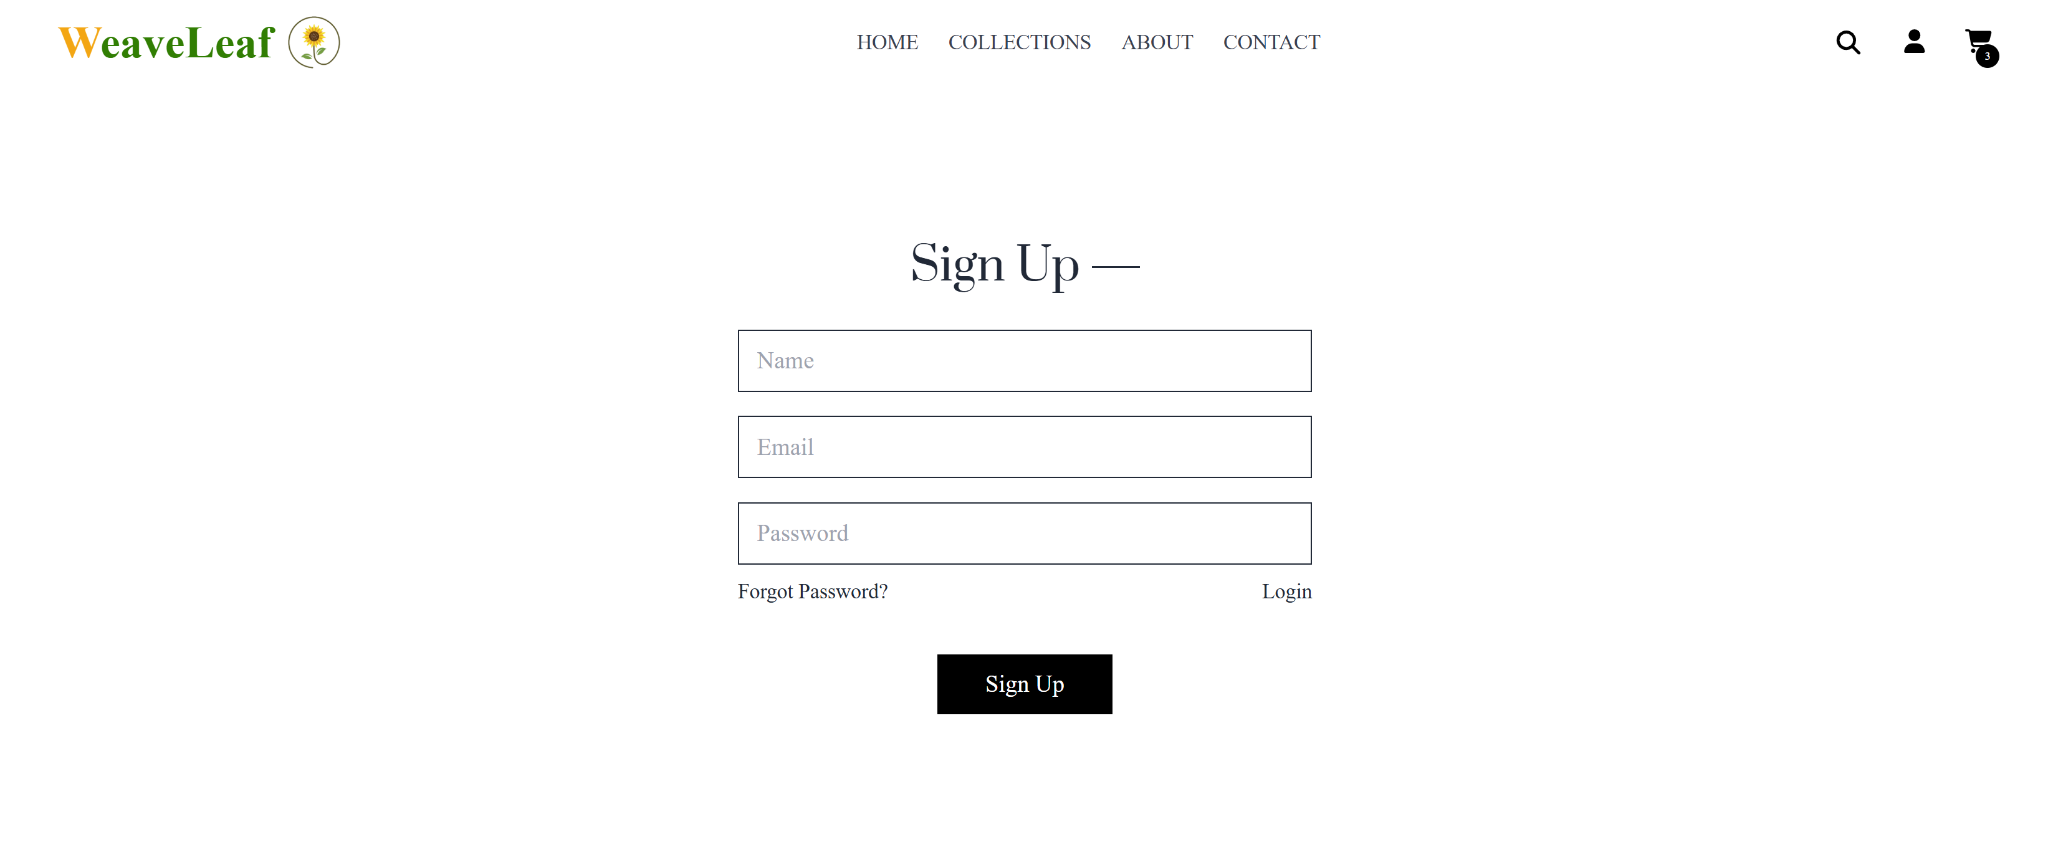 WeaveLeaf
HOME COLLECTIONS ABOUT CONTACT
3
Sign Up —
Name
Email
Password
Forgot Password? Login
Sign Up